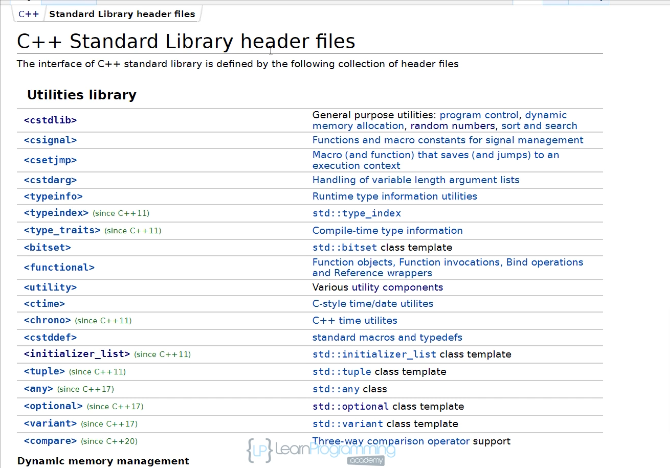 C++ Standard Library header files
C++ Standard Library header files
The interface of C++ standard library is defined by the following collection of header files
Utilities library
<cstdlib> General purpose utilities: program control, dynamic
memory allocation, random numbers, sort and search
<csignal> Functions and macro constants for signal management
<csetjmp> Macro (and function) that saves (and jumps) to an
execution context
<cstdarg> Handling of variable length argument lists
<typeinfo> Runtime type information utilities
<typeindex> (since C++11) std::type_index
<type_traits> (since C++11) Compile-time type information
<bitset> std::bitset class template
<functional> Function objects, Function invocations, Bind operations
and Reference wrappers
<utility> Various utility components
<ctime> C-style time/date utilites
<chrono> (since C++11) C++ time utilites
<cstddef> standard macros and typedefs
<initializer_list> (since C++11) std::initializer_list class template
<tuple> (since C++11) std::tuple class template
<any> (since C++17) std::any class
<optional> (since C++17) std::optional class template
<variant> (since C++17) std::variant class template
<compare> (since C++20) Three-way comparison operator support
{LP} LearnProgramming
academy
Dynamic memory management